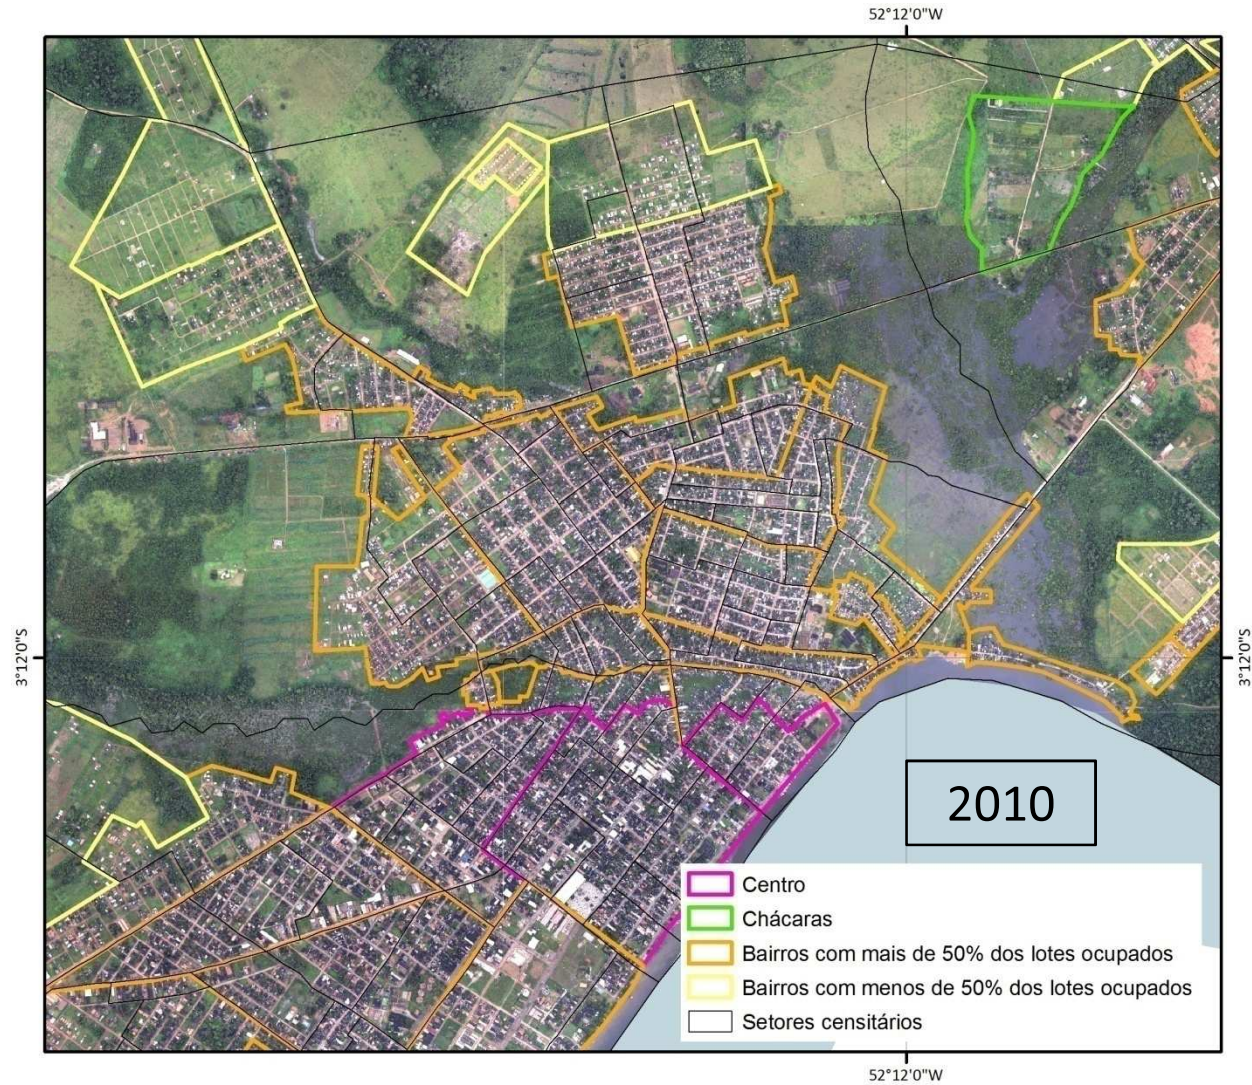 52°12'0"W
3°12'0"S
3°12'0"S
2010
Centro
Chácaras
Bairros com mais de 50% dos lotes ocupados
Bairros com menos de 50% dos lotes ocupados
Setores censitários
52°12'0"W